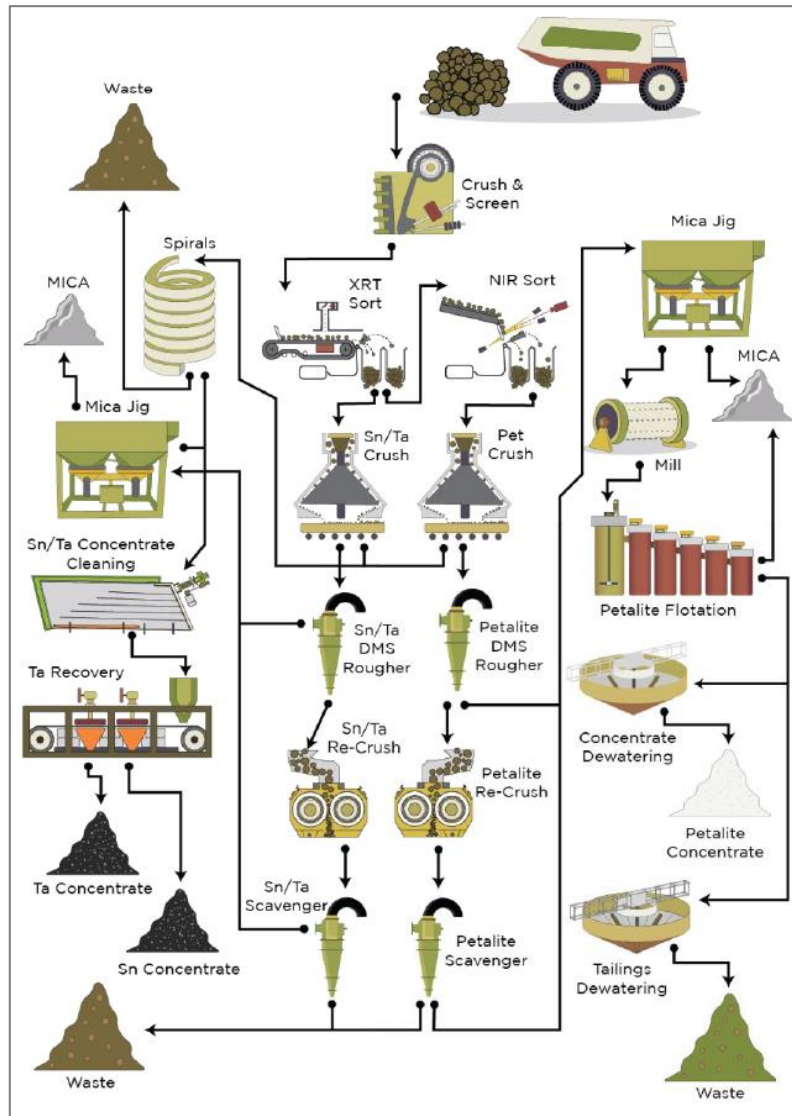 Waste
Crush &
Screen
Spirals
Mica Jig
MICA
XRT
Sort
NIR Sort
MICA
Mica Jig
Sn/Ta
Crush
Pet
Crush
Mill
Sn/Ta Concentrate
Cleaning
Petalite Flotation
Sn/Ta
DMS
Rougher
Petalite
DMS
Rougher
Ta Recovery
Sn/Ta
Re-Crush
Petalite
Re-Crush
Concentrate
Dewatering
Petalite
Concentrate
Ta Concentrate
Sn/Ta
Scavenger
Petalite
Scavenger
Sn Concentrate
Tailings
Dewatering
Waste
Waste